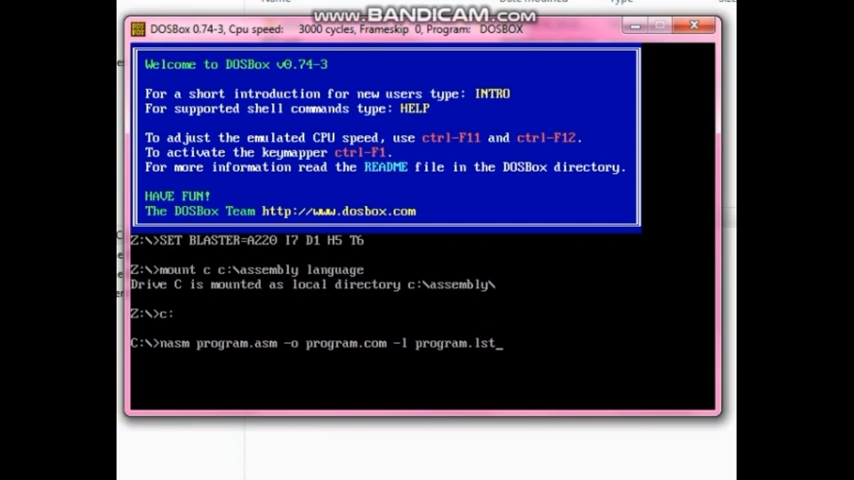 Name
Date modified
Type
Size
WWW.BANDICAM.COM
DOSBox 0.74-3, Cpu speed: 3000 cycles, Frameskip 0, Program: DOSBOX
Welcome to DOSBox v0.74-3
For a short introduction for new users type: INTRO
For supported shell commands type: HELP
To adjust the emulated CPU speed, use ctrl-F11 and ctrl-F12.
To activate the keymapper ctrl-F1.
For more information read the README file in the DOSBox directory.
HAVE FUN!
The DOSBox Team http://www.dosbox.com
Z:\>SET BLASTER=A220 I7 D1 H5 T6
Z:\>mount c c:\assembly language
Drive C is mounted as local directory c:\assembly\
Z:\>c:
C:\>nasm program.asm -o program.com -l program.lst_